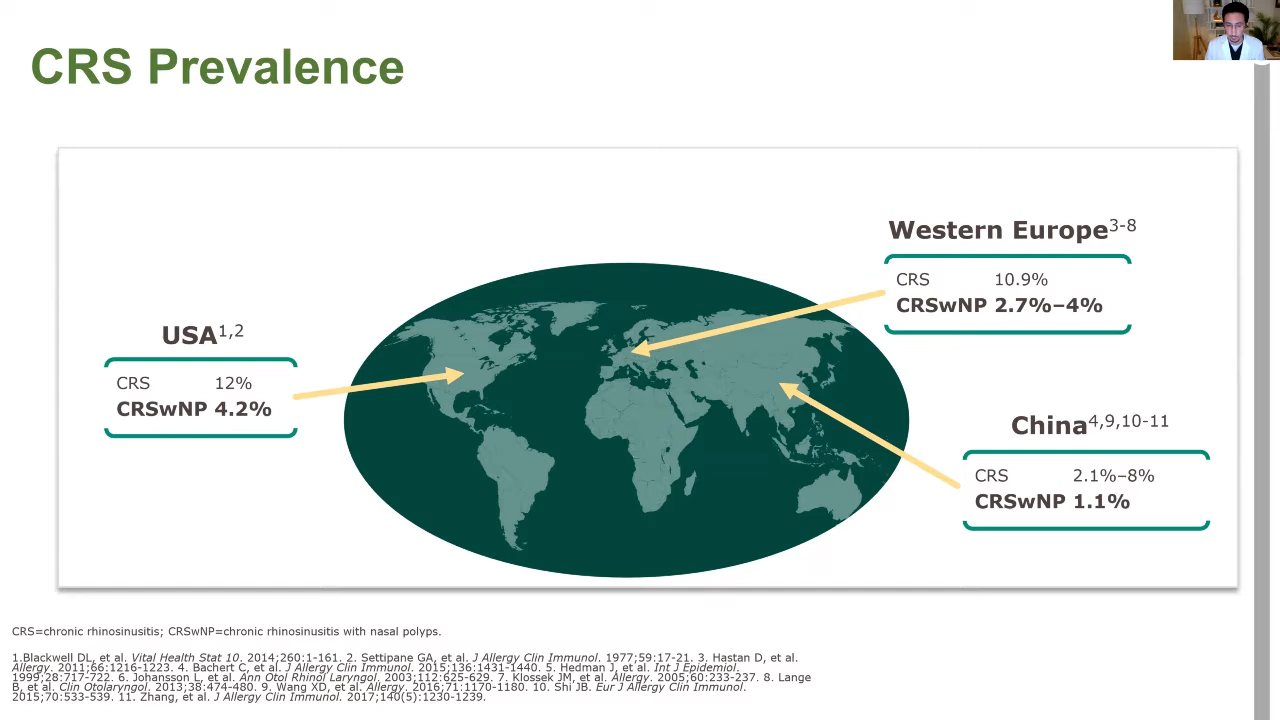 CRS Prevalence
Western Europe3-8
CRS 10.9%
CRSwNP 2.7%–4%
USA1,2
CRS 12%
CRSwNP 4.2%
China4,9,10-11
CRS 2.1%–8%
CRSwNP 1.1%
CRS=chronic rhinosinusitis; CRSwNP=chronic rhinosinusitis with nasal polyps.
1.Blackwell DL, et al. Vital Health Stat 10. 2014;260:1-161. 2. Settipane GA, et al. J Allergy Clin Immunol. 1977;59:17-21. 3. Hastan D, et al.
Allergy. 2011;66:1216-1223. 4. Bachert C, et al. J Allergy Clin Immunol. 2015;136:1431-1440. 5. Hedman J, et al. Int J Epidemiol.
1999;28:717-722. 6. Johansson L, et al. Ann Otol Rhinol Laryngol. 2003;112:625-629. 7. Klossek JM, et al. Allergy. 2005;60:233-237. 8. Lange
B, et al. Clin Otolaryngol. 2013;38:474-480. 9. Wang XD, et al. Allergy. 2016;71:1170-1180. 10. Shi JB. Eur J Allergy Clin Immunol.
2015;70:533-539. 11. Zhang, et al. J Allergy Clin Immunol. 2017;140(5):1230-1239.